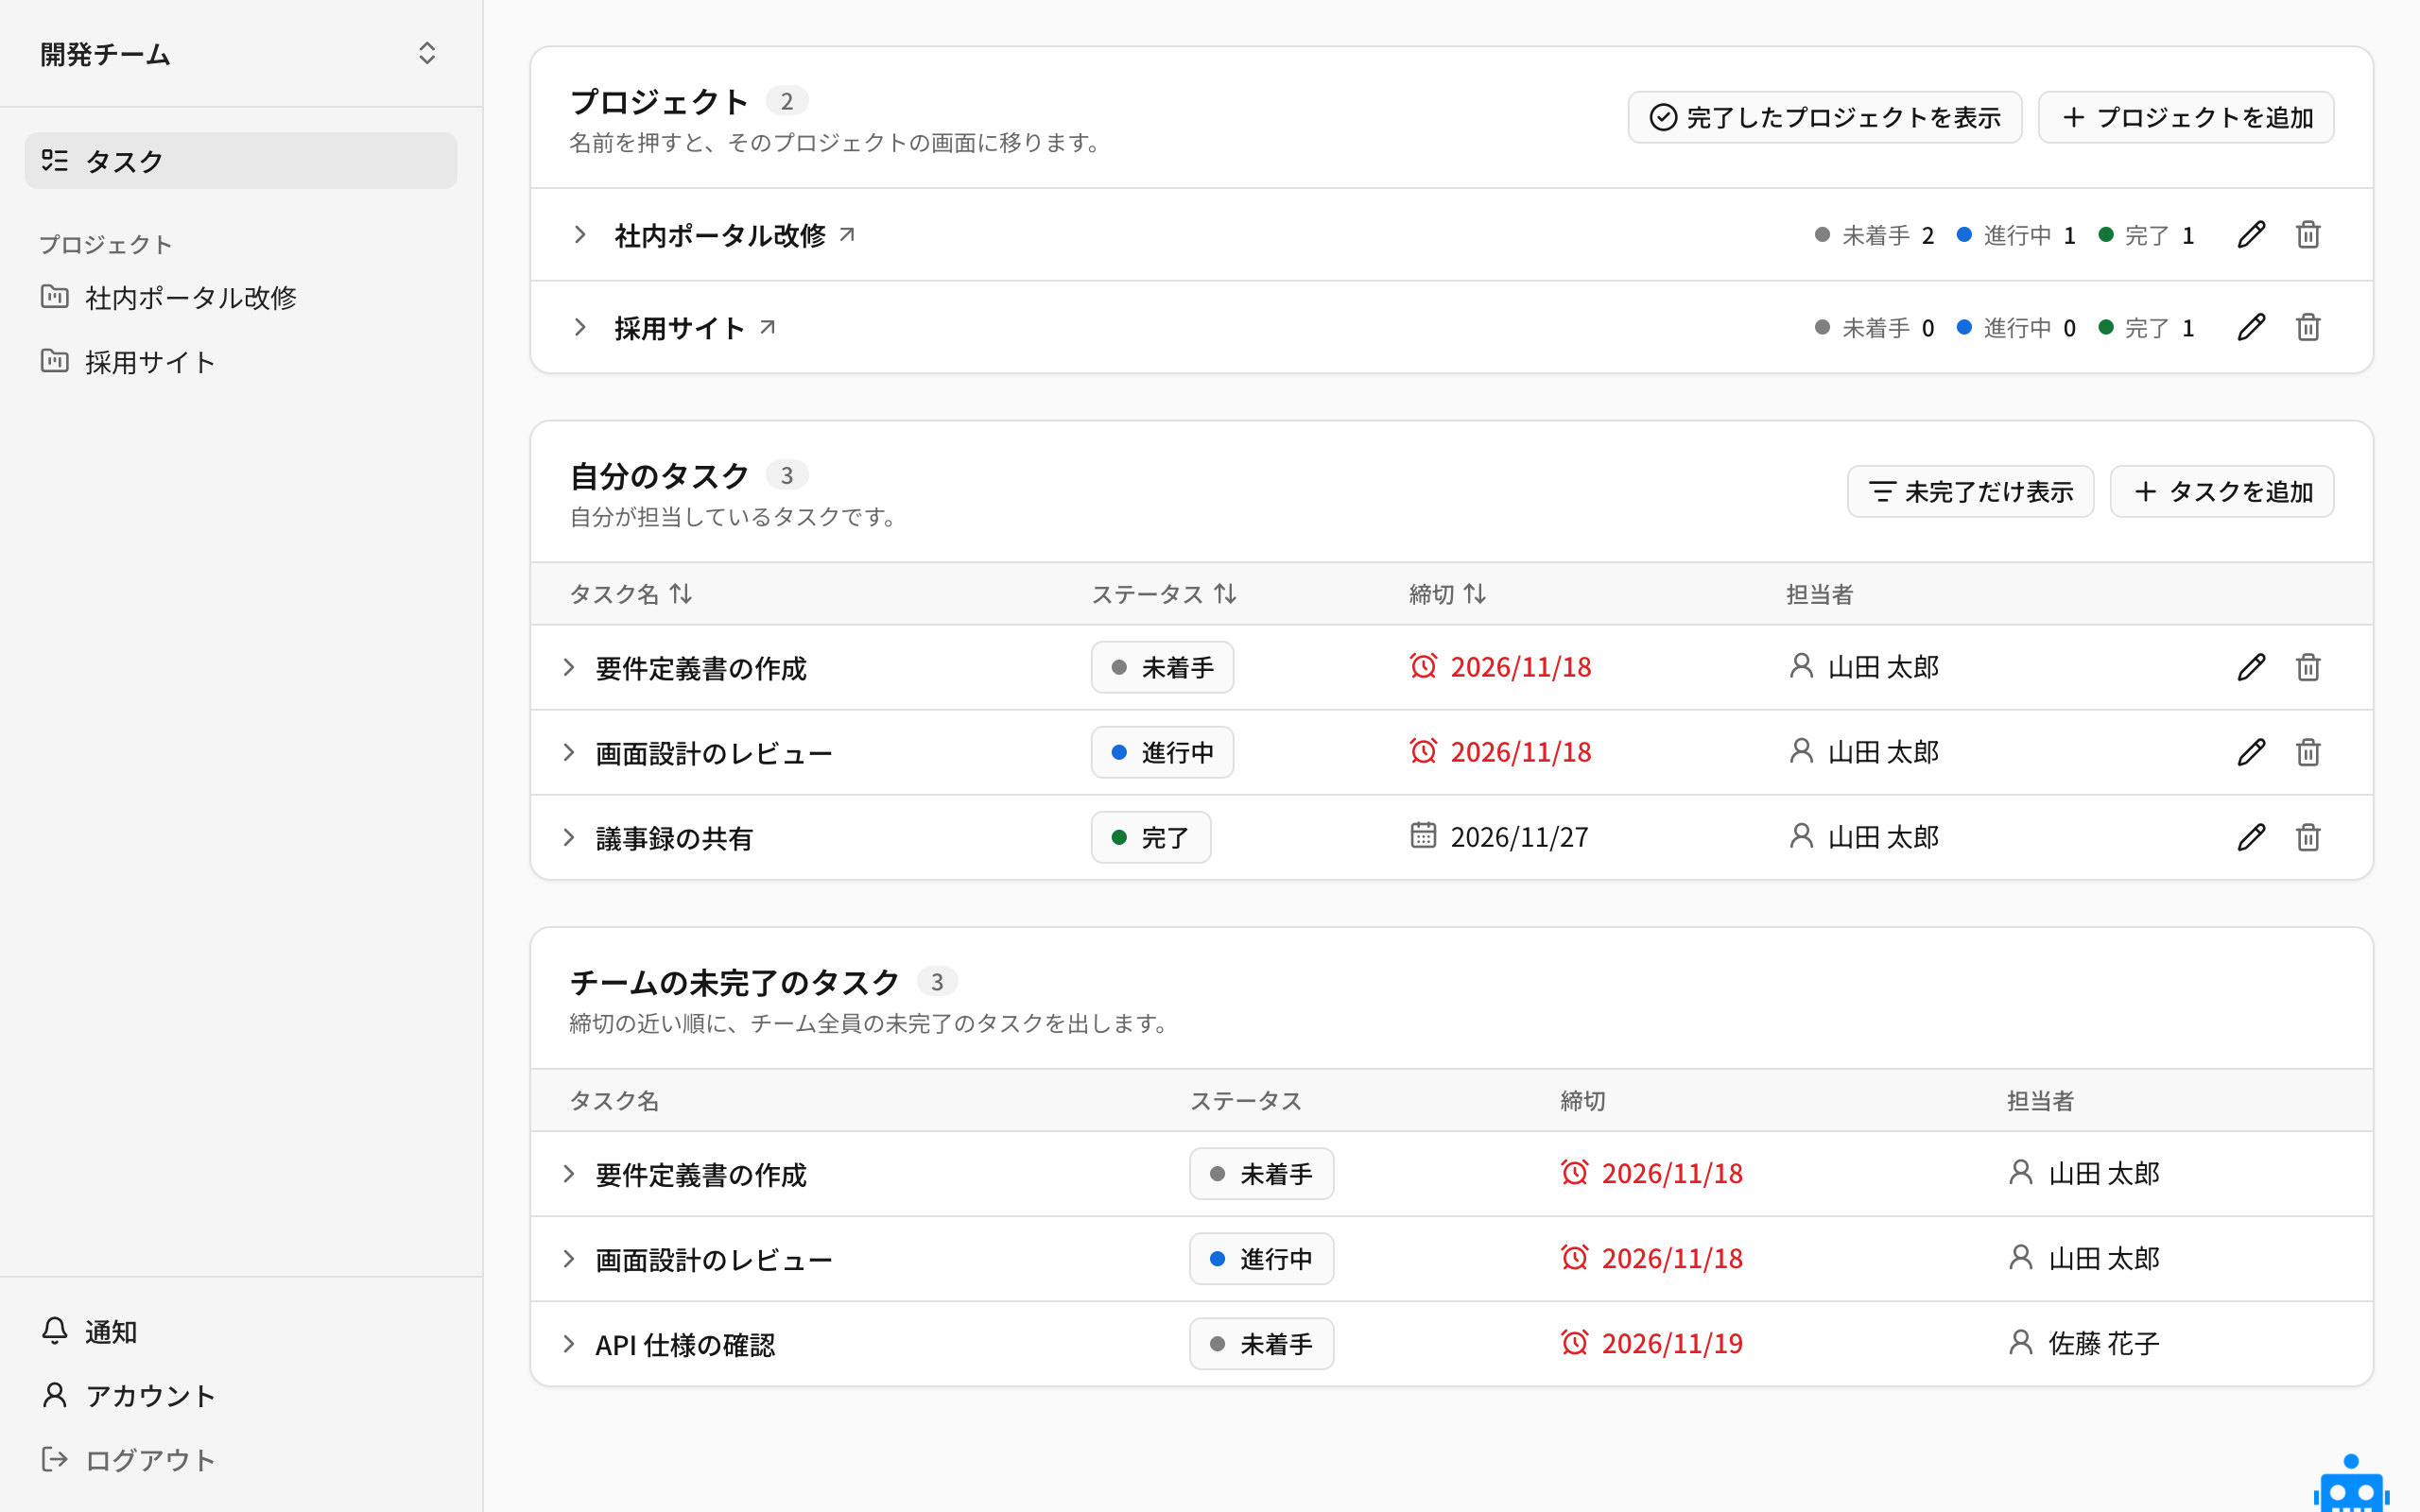 開発チーム
タスク
プロジェクト
社内ポータル改修
採用サイト
通知
アカウント
ログアウト
プロジェクト 2
名前を押すと、そのプロジェクトの画面に移ります。
完了したプロジェクトを表示
プロジェクトを追加
社内ポータル改修 未着手 2 進行中 1 完了 1
採用サイト 未着手 0 進行中 0 完了 1
自分のタスク 3
自分が担当しているタスクです。
未完了だけ表示
タスクを追加
タスク名 ステータス 締切 担当者
要件定義書の作成 未着手 2026/11/18 山田 太郎
画面設計のレビュー 進行中 2026/11/18 山田 太郎
議事録の共有 完了 2026/11/27 山田 太郎
チームの未完了のタスク 3
締切の近い順に、チーム全員の未完了のタスクを出します。
タスク名 ステータス 締切 担当者
要件定義書の作成 未着手 2026/11/18 山田 太郎
画面設計のレビュー 進行中 2026/11/18 山田 太郎
API 仕様の確認 未着手 2026/11/19 佐藤 花子